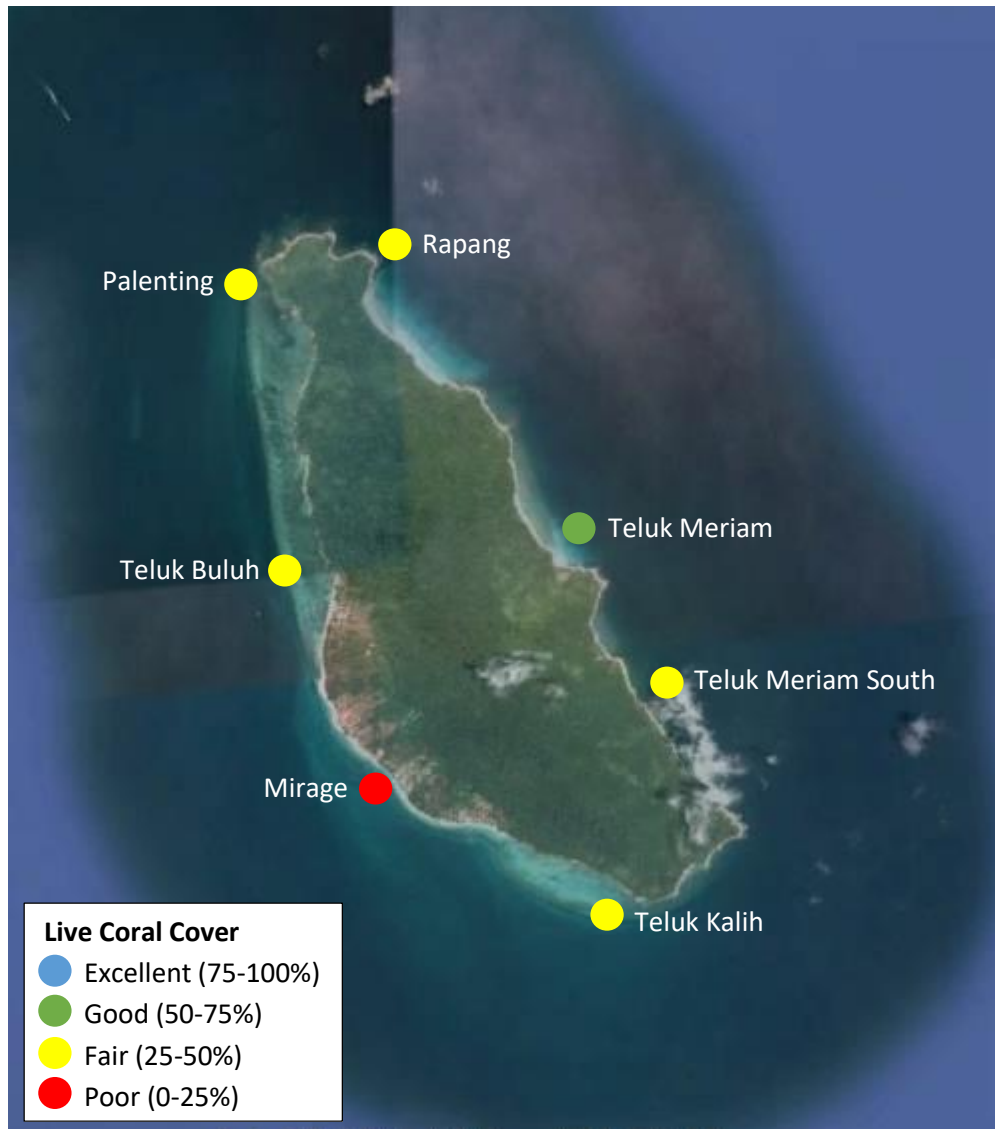 Rapang
Palenting
Teluk Meriam
Teluk Buluh
Teluk Meriam South
Mirage
Teluk Kalih
Live Coral Cover
Excellent (75-100%)
Good (50-75%)
Fair (25-50%)
Poor (0-25%)